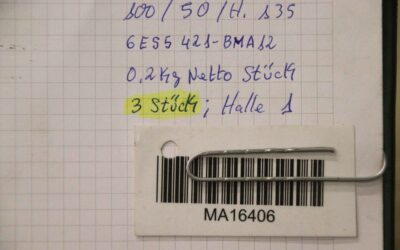 100/50/H. 135
6ES5 421-8MA12
0,2kg Netto Stück
3 Stück; Halle 1
MA16406